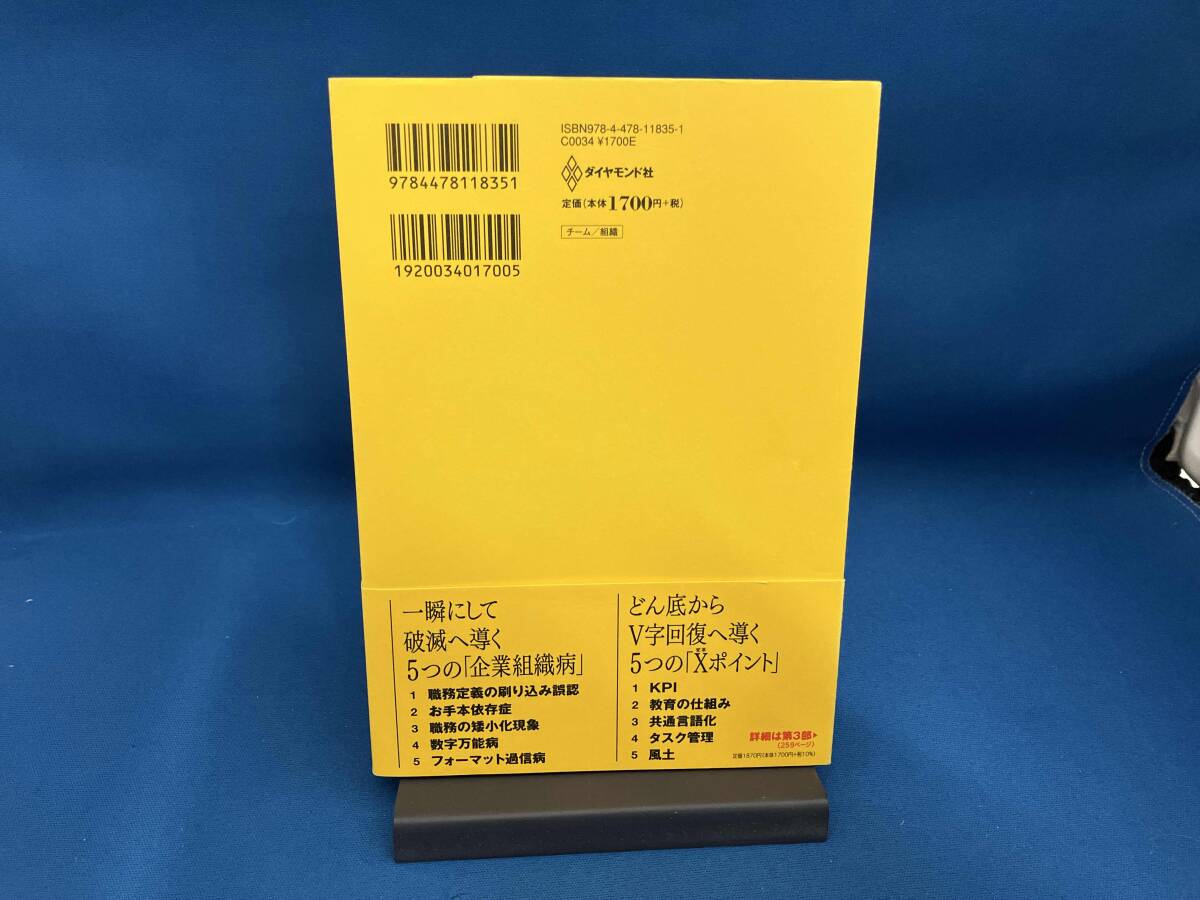 ISBN978-4-478-11835-1
C0034 ¥1700E
9784478118351
ダイヤモンド社
定価(本体1700円+税)
1920034017005
チーム/組織
一瞬にして
破滅へ導く
5つの「企業組織病」
1 職務定義の刷り込み誤認
2 お手本依存症
3 職務の矮小化現象
4 数字万能病
5 フォーマット過信病
どん底から
V字回復へ導く
5つの「Xポイント」
1 KPI
2 教育の仕組み
3 共通言語化
4 タスク管理
5 風土
詳細は第3部▶
(259ページ)
定価1870円(本体1700円+税10%)